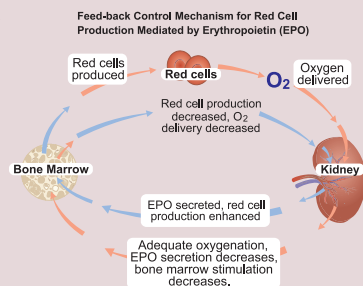 Feed-back Control Mechanism for Red Cell
Production Mediated by Erythropoietin (EPO)
Red cells
produced
Red cells
O₂
Oxygen
delivered
Red cell production
decreased, O₂
delivery decreased
Bone Marrow
Kidney
EPO secreted, red cell
production enhanced
Adequate oxygenation,
EPO secretion decreases,
bone marrow stimulation
decreases.